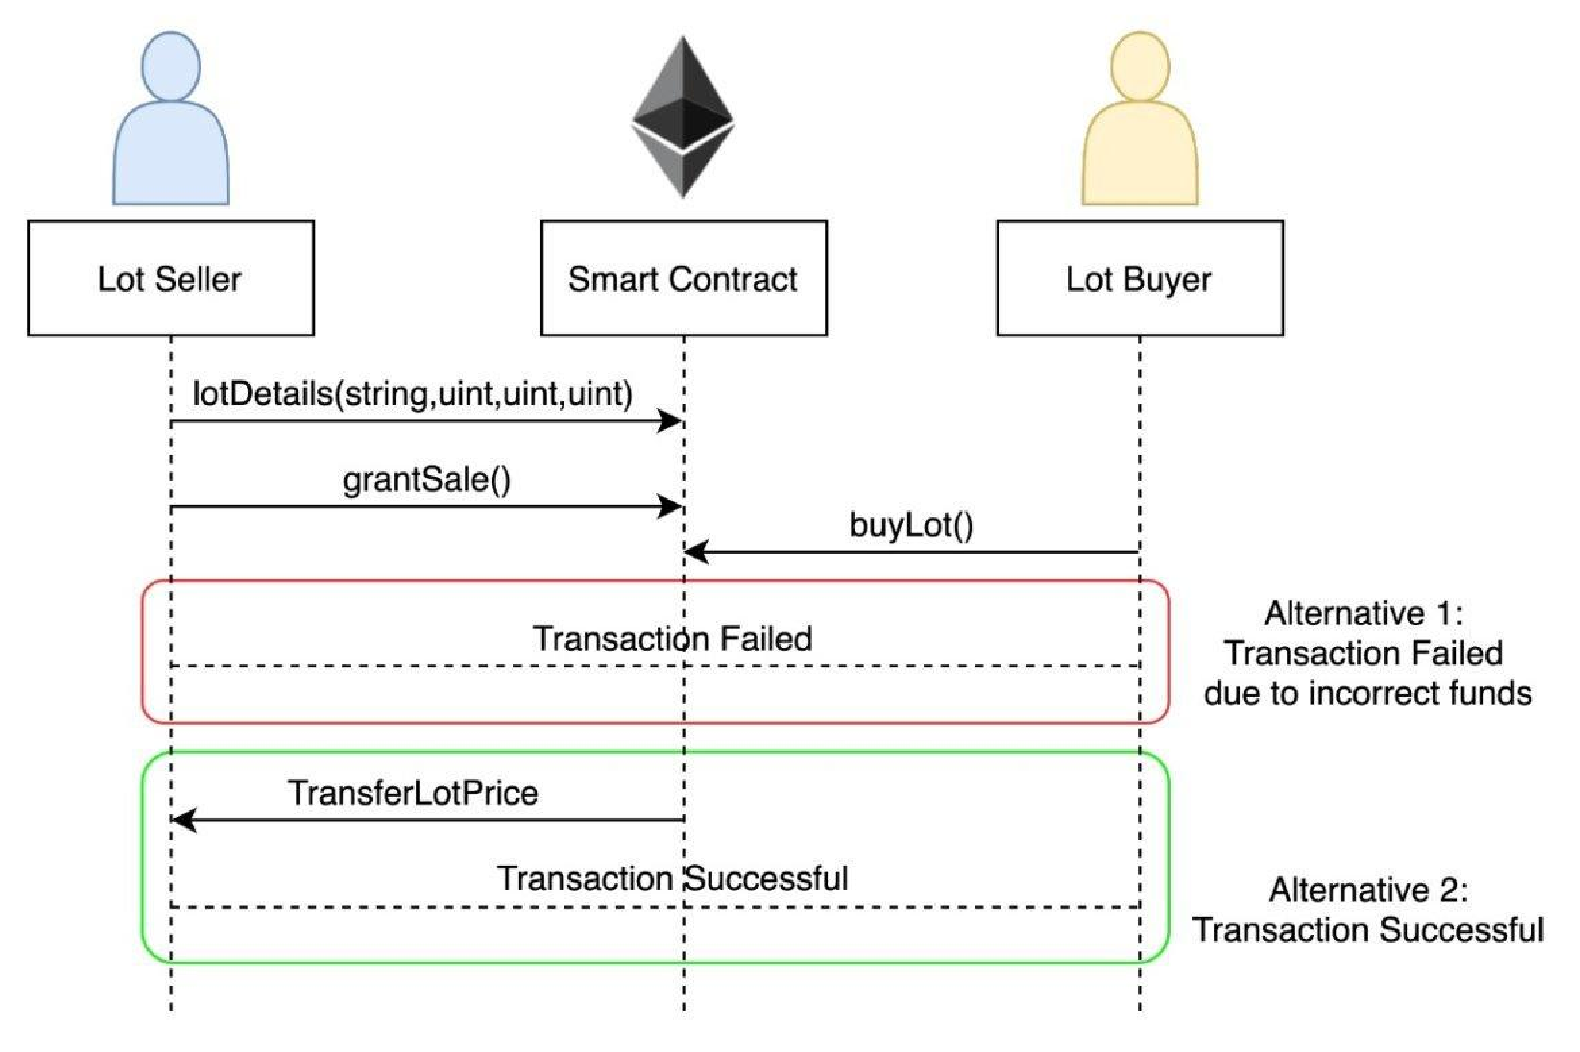 Lot Seller
Smart Contract
Lot Buyer
lotDetails(string,uint,uint,uint)
grantSale()
buyLot()
Transaction Failed
Alternative 1:
Transaction Failed
due to incorrect funds
TransferLotPrice
Transaction Successful
Alternative 2:
Transaction Successful